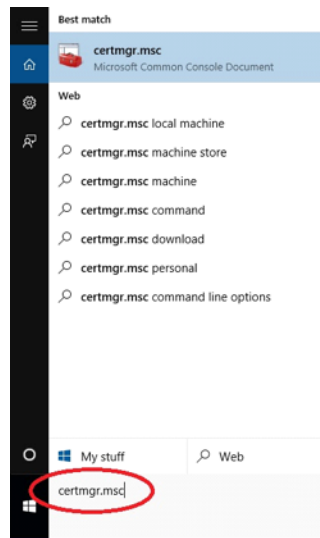 Best match
certmgr.msc
Microsoft Common Console Document
Web
certmgr.msc local machine
certmgr.msc machine store
certmgr.msc machine
certmgr.msc command
certmgr.msc download
certmgr.msc personal
certmgr.msc command line options
My stuff
Web
certmgr.msc